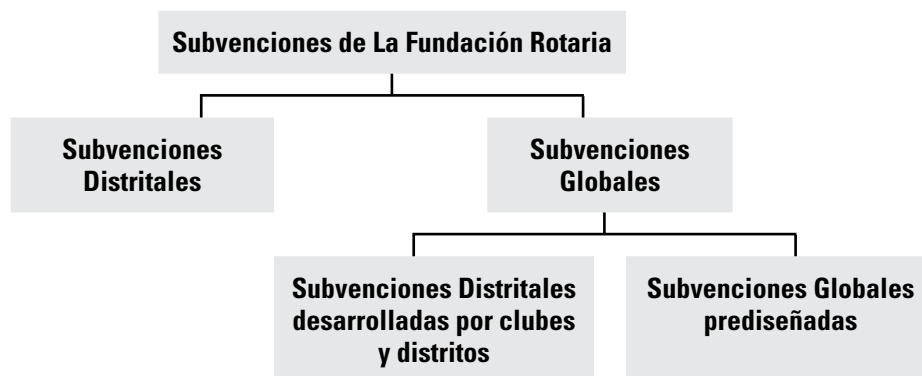 Subvenciones de La Fundación Rotaria
Subvenciones
Distritales
Subvenciones
Globales
Subvenciones Distritales
desarrolladas por clubes
y distritos
Subvenciones Globales
prediseñadas